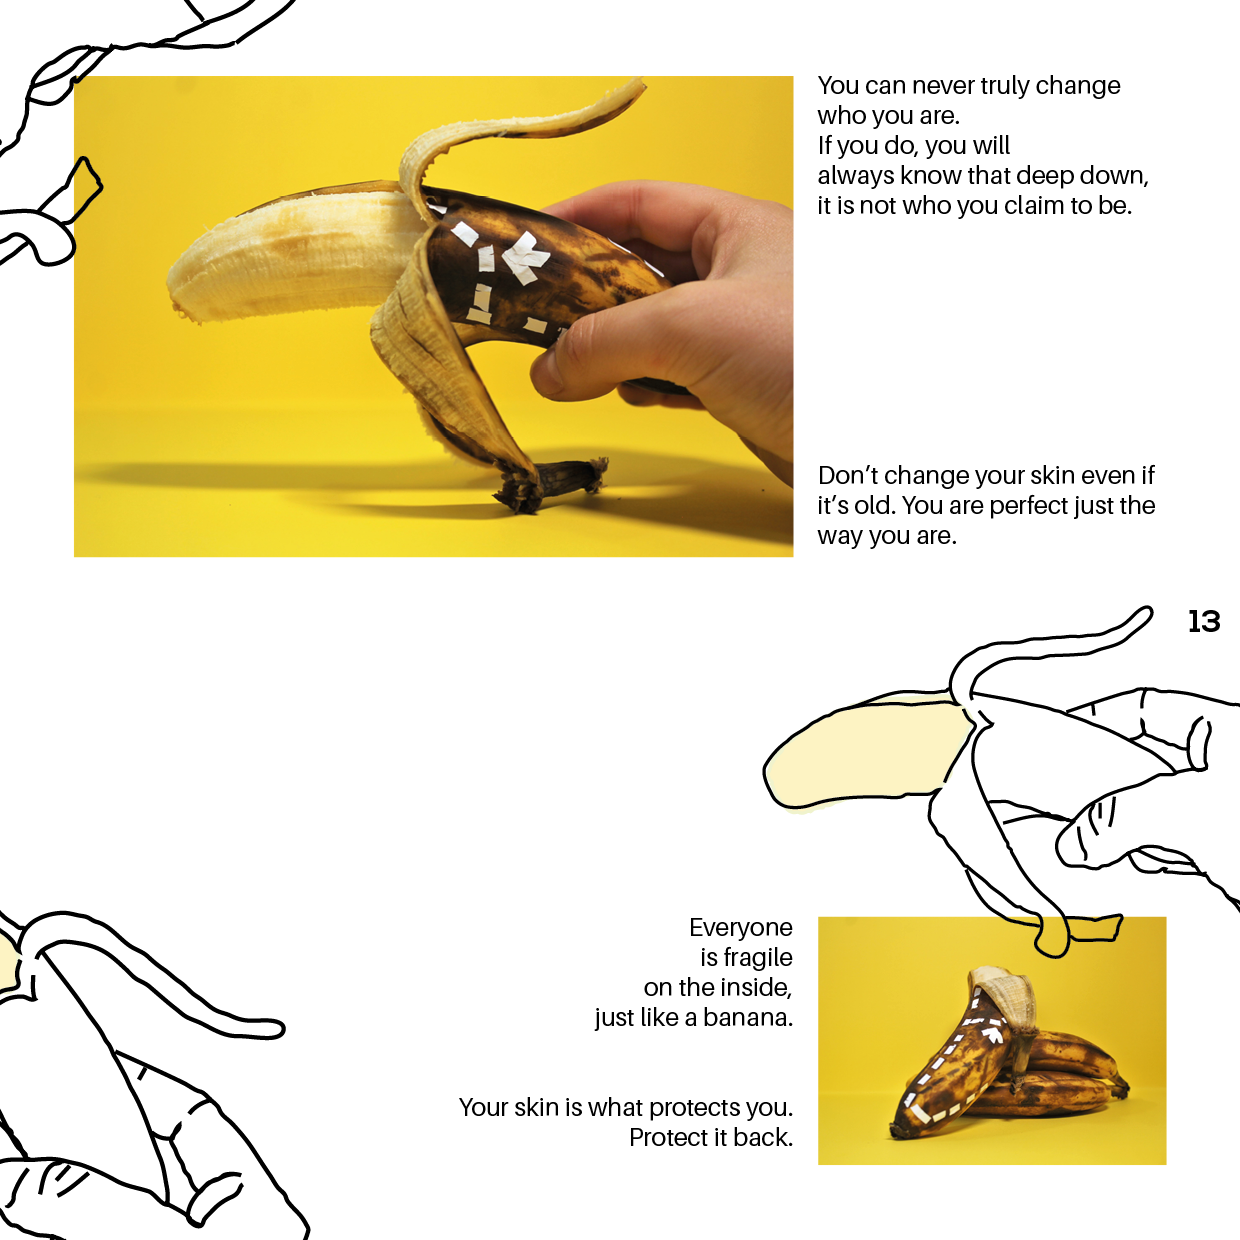 You can never truly change
who you are.
If you do, you will
always know that deep down,
it is not who you claim to be.
Don’t change your skin even if
it’s old. You are perfect just the
way you are.
13
Everyone
is fragile
on the inside,
just like a banana.
Your skin is what protects you.
Protect it back.